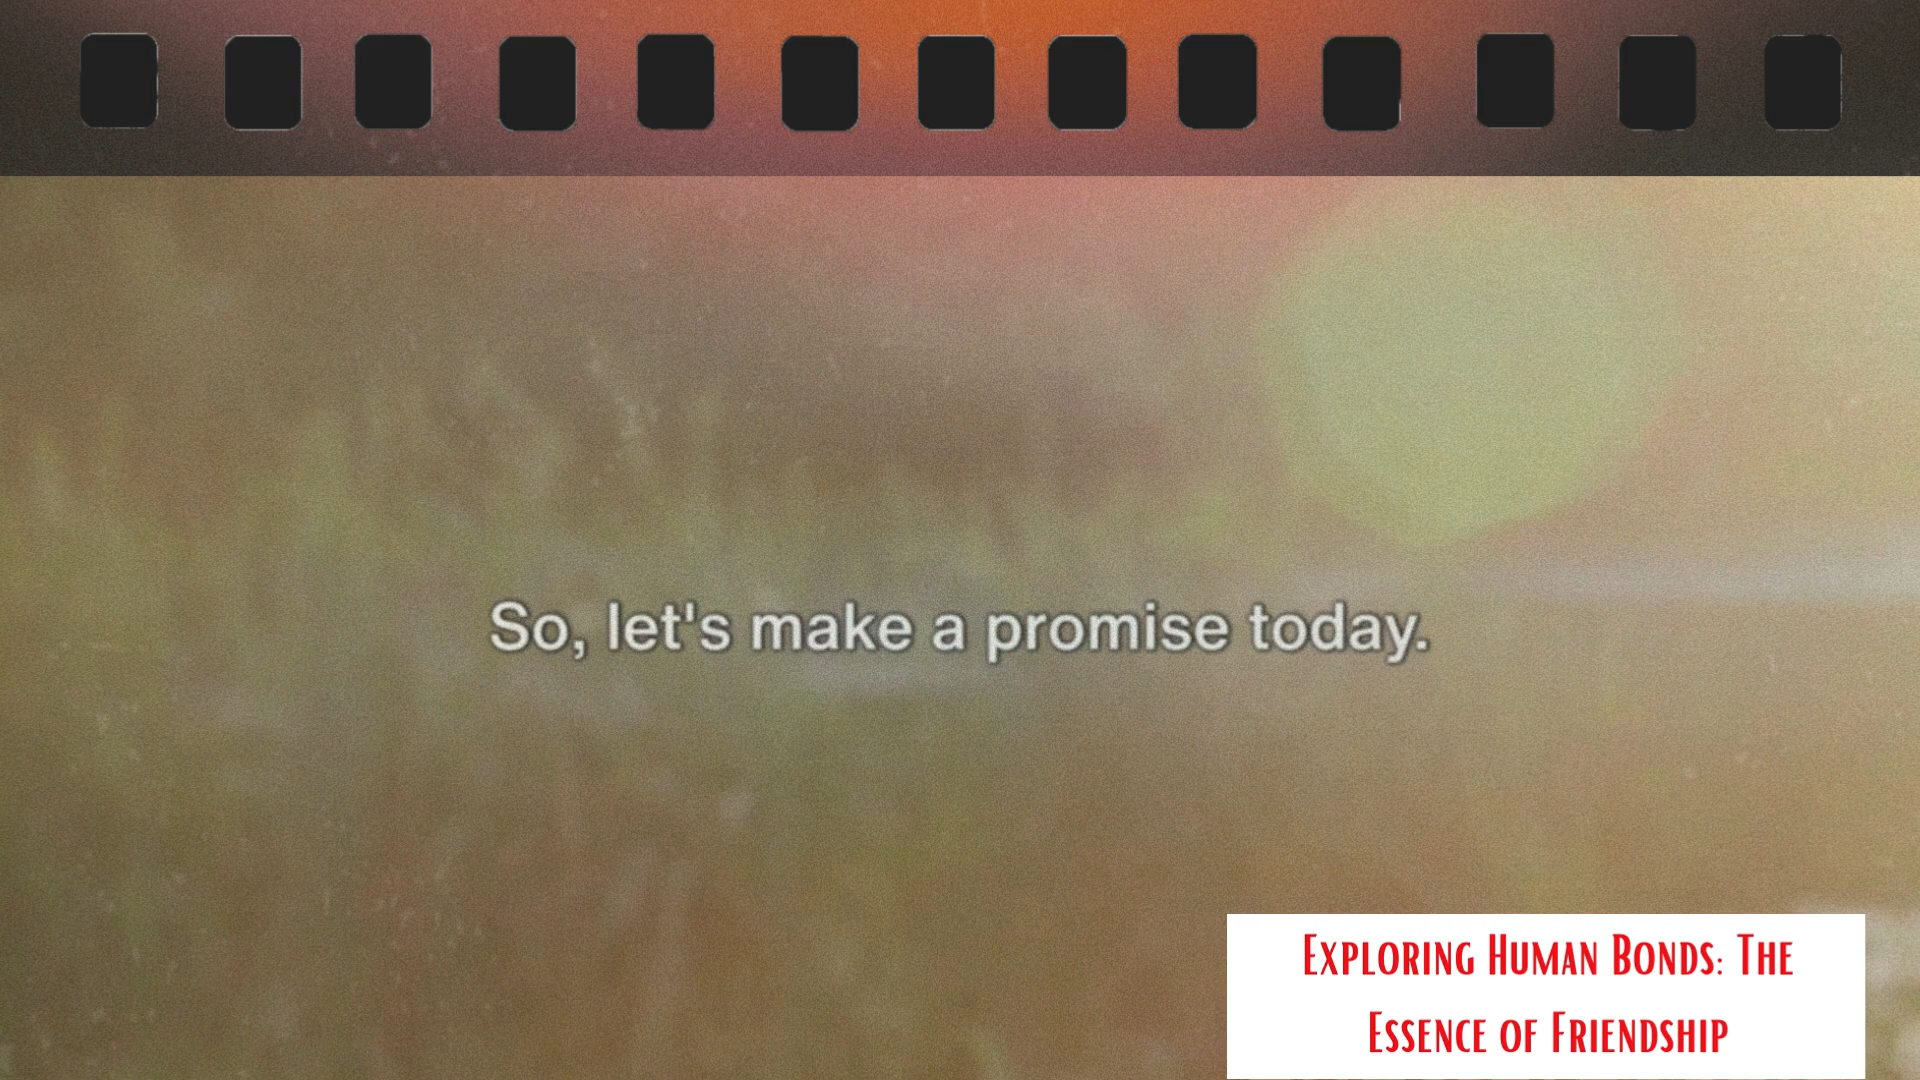 So, let's make a promise today.
Exploring Human Bonds: The
Essence of Friendship